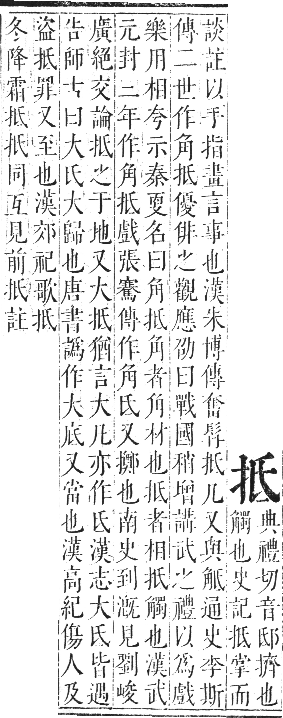 抵
典禮切音邸擠也
觸也史記抵掌而
談註以手指畫言事也漢朱博傳奮髯抵几又與觝通史李斯
傳二世作角抵優俳之觀應劭曰戰國稍增講武之禮以爲戲
樂用相夸示秦更名曰角抵角者角材也抵者相抵觸也漢武
元封二年作角抵戲張騫傳作角氐又擲也南史到溉見劉峻
廣絕交論抵之于地又大抵猶言大凡亦作氐漢志大氐皆遇
告師古曰大氐大歸也唐書譌作大底又當也漢高紀傷人及
盜抵罪又至也漢郊祀歌抵
冬降霜抵抵同互見前抵註